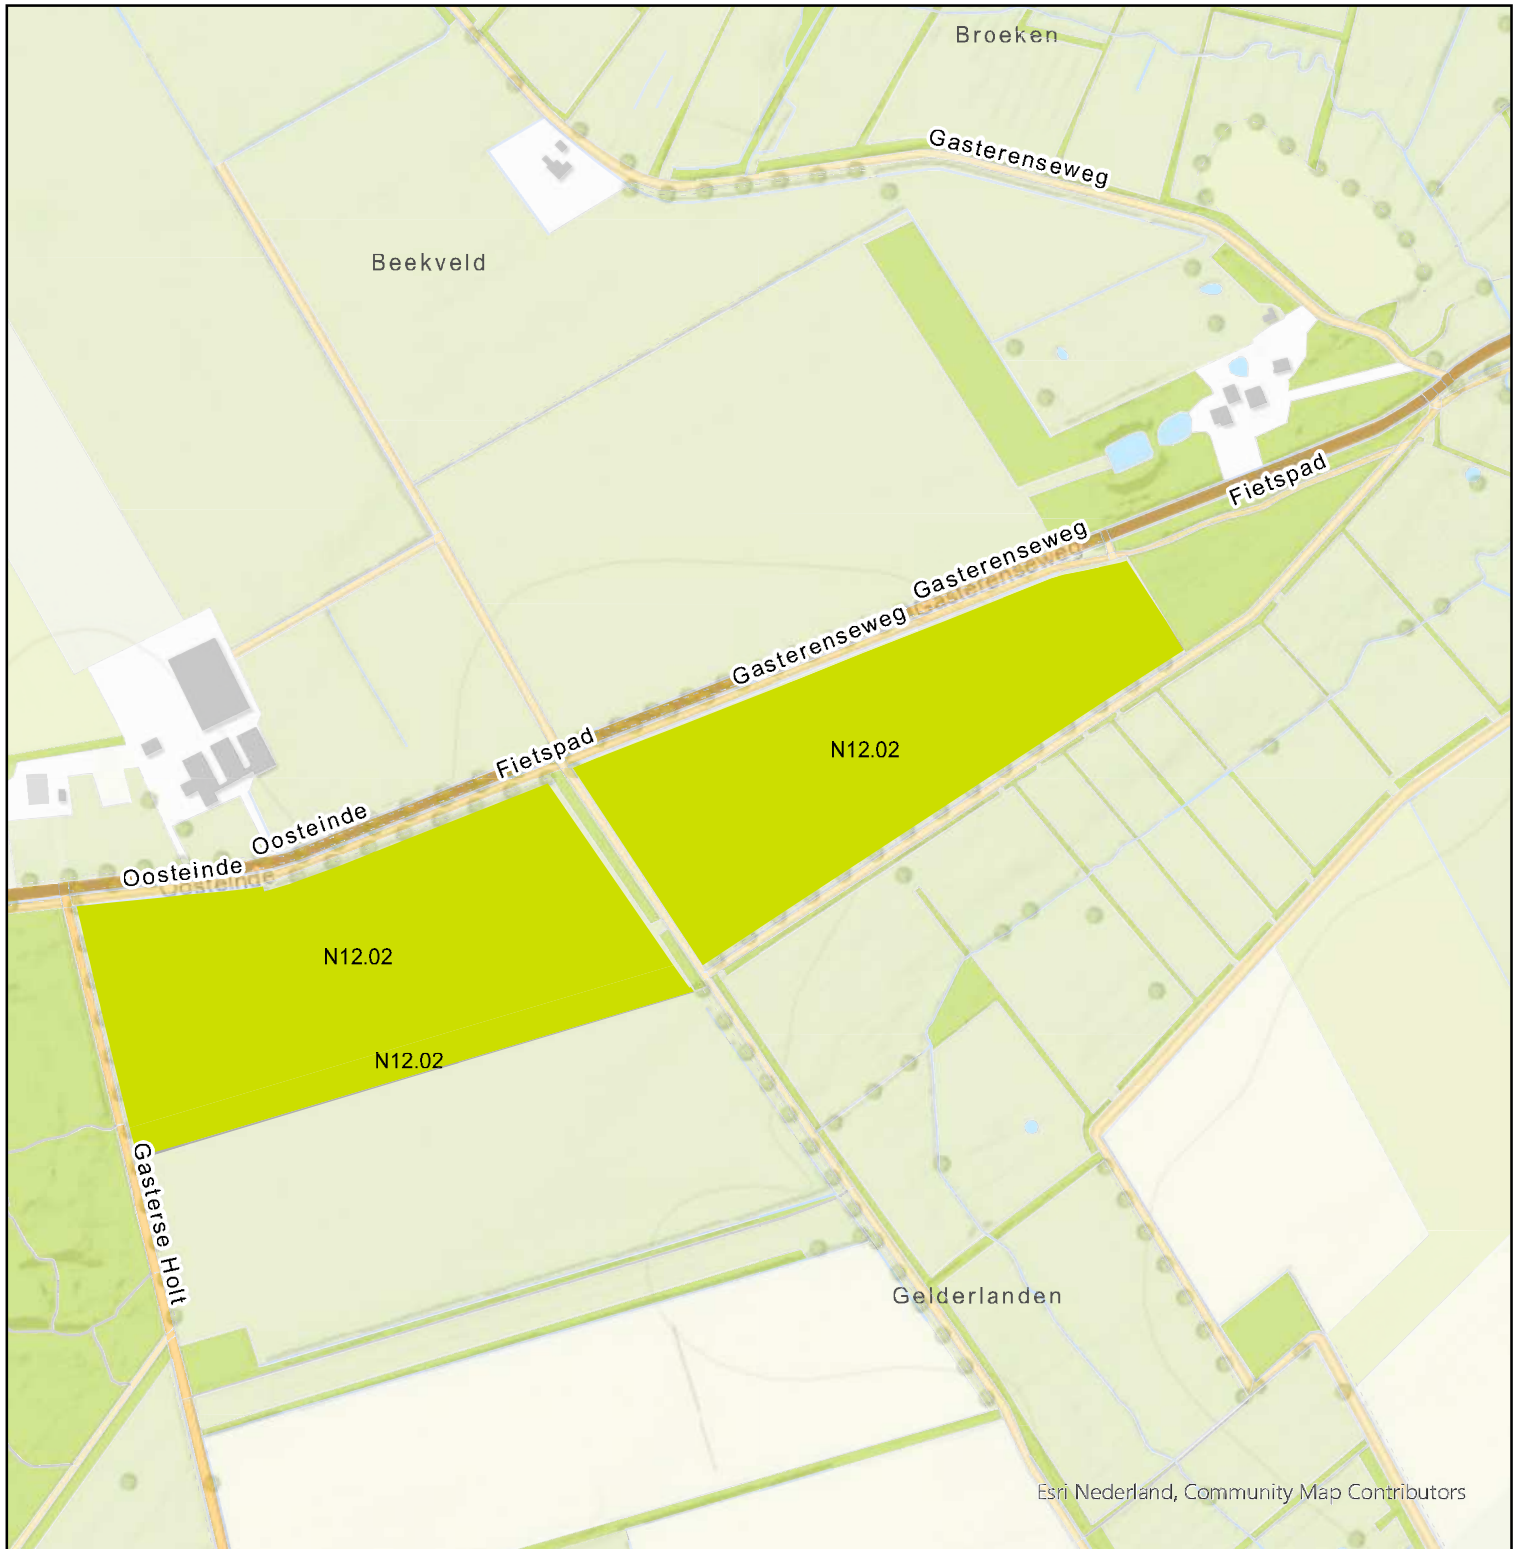 Broeken
Gasterenseweg
Beekveld
Fietspad
Gasterenseweg
Gasterenseweg
Gasterenseweg
N12.02
Fietspad
Oosteinde
Oosteinde
Oosteinde
N12.02
N12.02
Gasterse Holt
Gelderlanden
Esri Nederland, Community Map Contributors